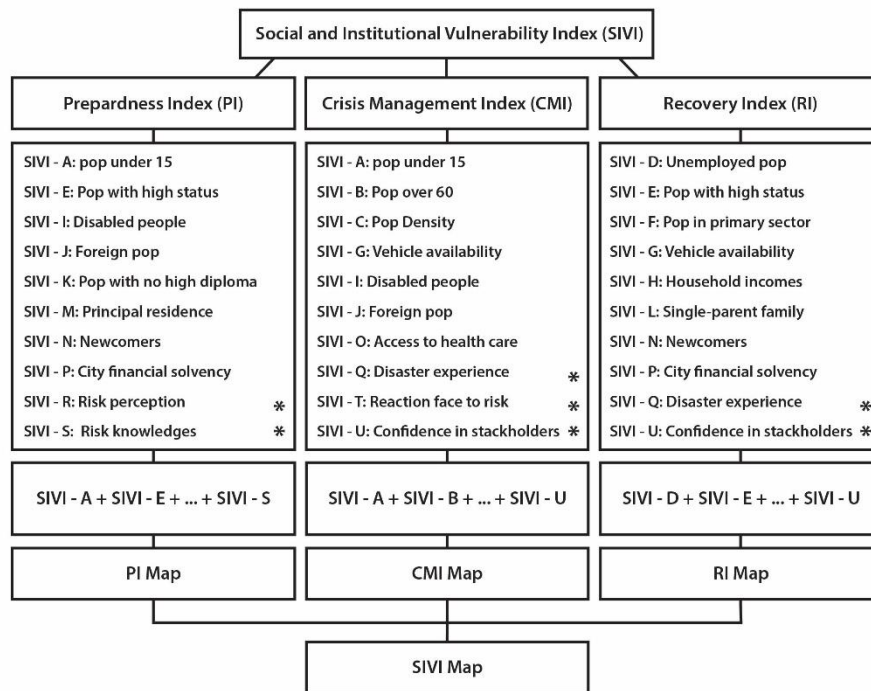 Social and Institutional Vulnerability Index (SIVI)
Prepardness Index (PI)
Crisis Management Index (CMI)
Recovery Index (RI)
SIVI - A: pop under 15
SIVI - E: Pop with high status
SIVI - I: Disabled people
SIVI - J: Foreign pop
SIVI - K: Pop with no high diploma
SIVI - M: Principal residence
SIVI - N: Newcomers
SIVI - P: City financial solvency
SIVI - R: Risk perception *
SIVI - S: Risk knowledges *
SIVI - A: pop under 15
SIVI - B: Pop over 60
SIVI - C: Pop Density
SIVI - G: Vehicle availability
SIVI - I: Disabled people
SIVI - J: Foreign pop
SIVI - O: Access to health care
SIVI - Q: Disaster experience *
SIVI - T: Reaction face to risk *
SIVI - U: Confidence in stackholders *
SIVI - D: Unemployed pop
SIVI - E: Pop with high status
SIVI - F: Pop in primary sector
SIVI - G: Vehicle availability
SIVI - H: Household incomes
SIVI - L: Single-parent family
SIVI - N: Newcomers
SIVI - P: City financial solvency
SIVI - Q: Disaster experience *
SIVI - U: Confidence in stackholders *
SIVI - A + SIVI - E + ... + SIVI - S
SIVI - A + SIVI - B + ... + SIVI - U
SIVI - D + SIVI - E + ... + SIVI - U
PI Map
CMI Map
RI Map
SIVI Map